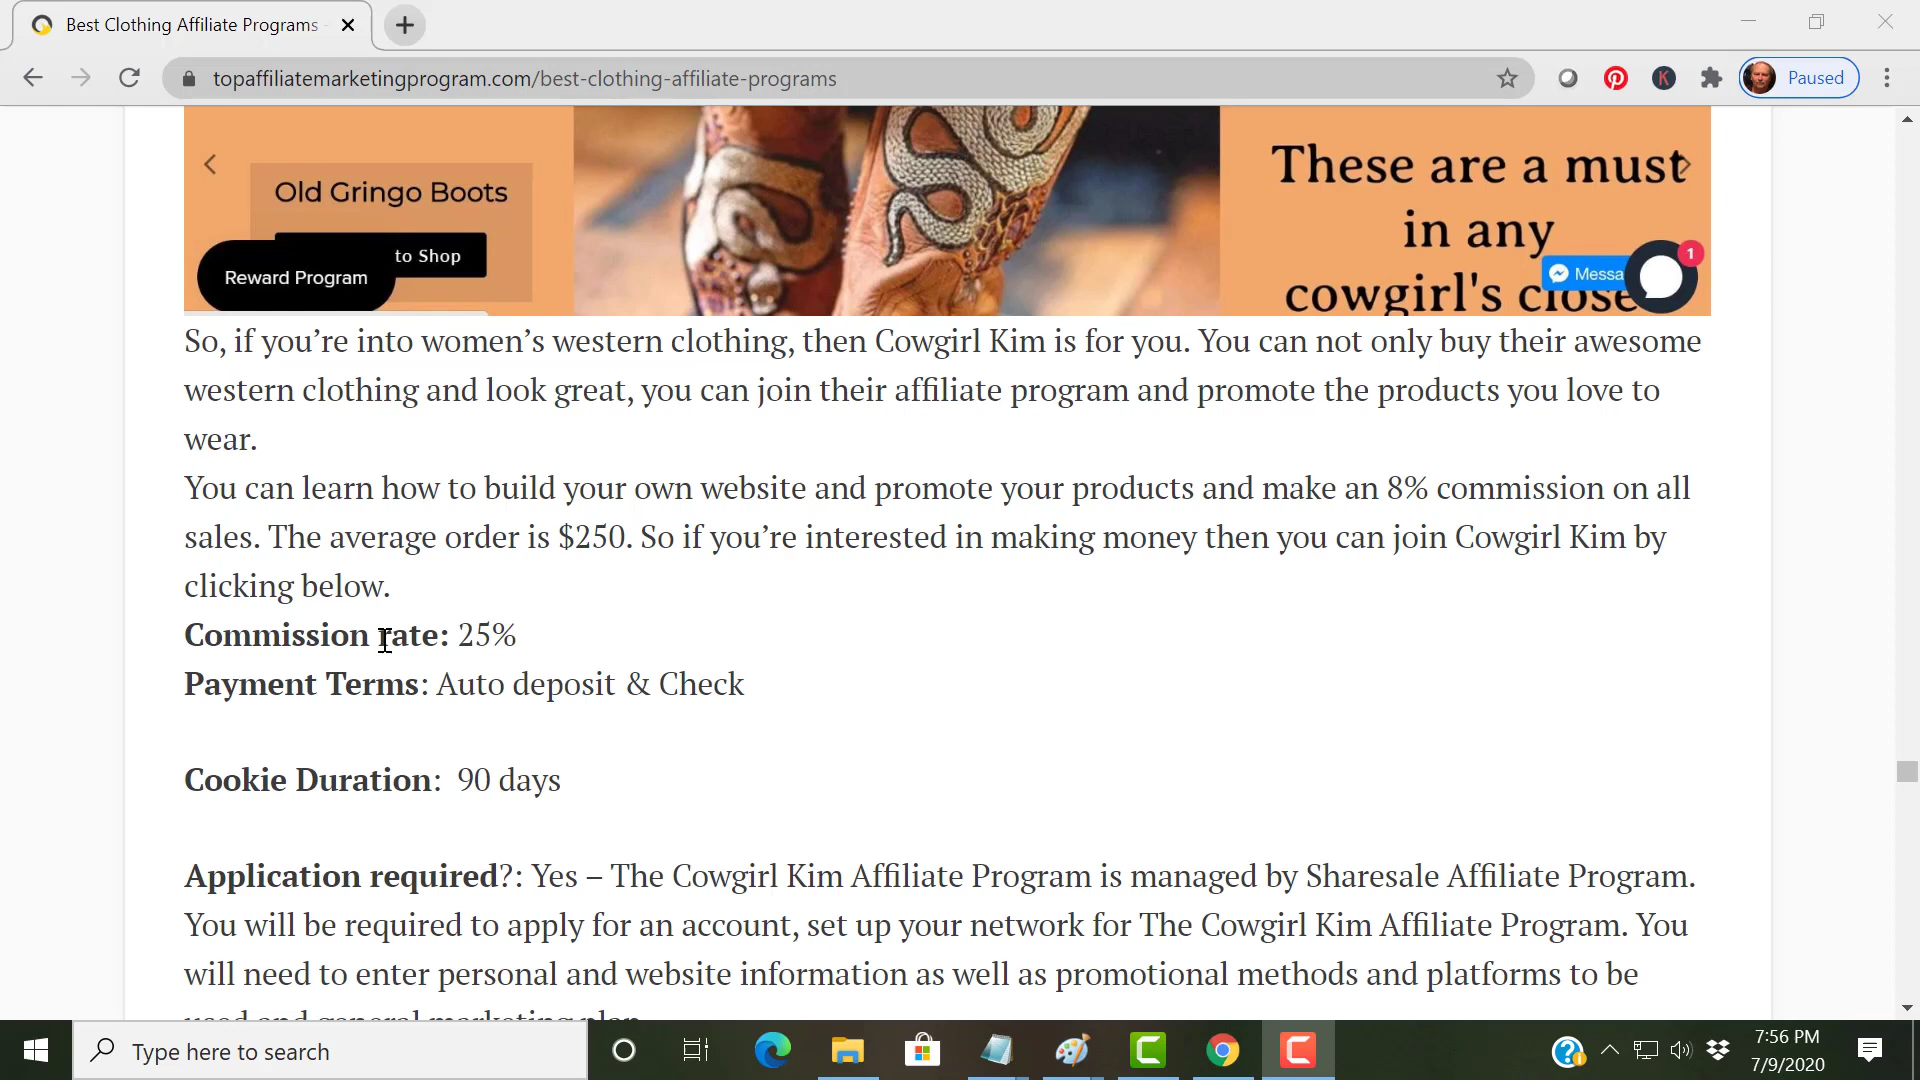 Best Clothing Affiliate Programs -
topaffiliatemarketingprogram.com/best-clothing-affiliate-programs
K
Paused
Old Gringo Boots
to Shop
Reward Program
These are a must
in any
cowgirl's close
Messa
1
So, if you’re into women’s western clothing, then Cowgirl Kim is for you. You can not only buy their awesome
western clothing and look great, you can join their affiliate program and promote the products you love to
wear.
You can learn how to build your own website and promote your products and make an 8% commission on all
sales. The average order is $250. So if you’re interested in making money then you can join Cowgirl Kim by
clicking below.
Commission rate: 25%
Payment Terms: Auto deposit & Check
Cookie Duration: 90 days
Application required?: Yes – The Cowgirl Kim Affiliate Program is managed by Sharesale Affiliate Program.
You will be required to apply for an account, set up your network for The Cowgirl Kim Affiliate Program. You
will need to enter personal and website information as well as promotional methods and platforms to be
used and general marketing plan
Type here to search
7:56 PM
7/9/2020